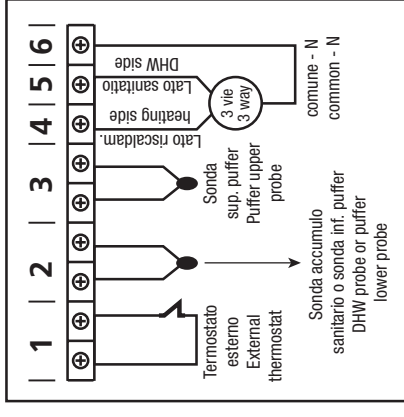 1 2 3 4 5 6
Termostato
esterno
External
thermostat
Sonda accumulo
sanitario o sonda inf. puffer
DHW probe or puffer
lower probe
Sonda
sup. puffer
Puffer upper
probe
Lato riscaldam.
heating side
Lato sanitatio
DHW side
3 vie
3 way
comune - N
common - N